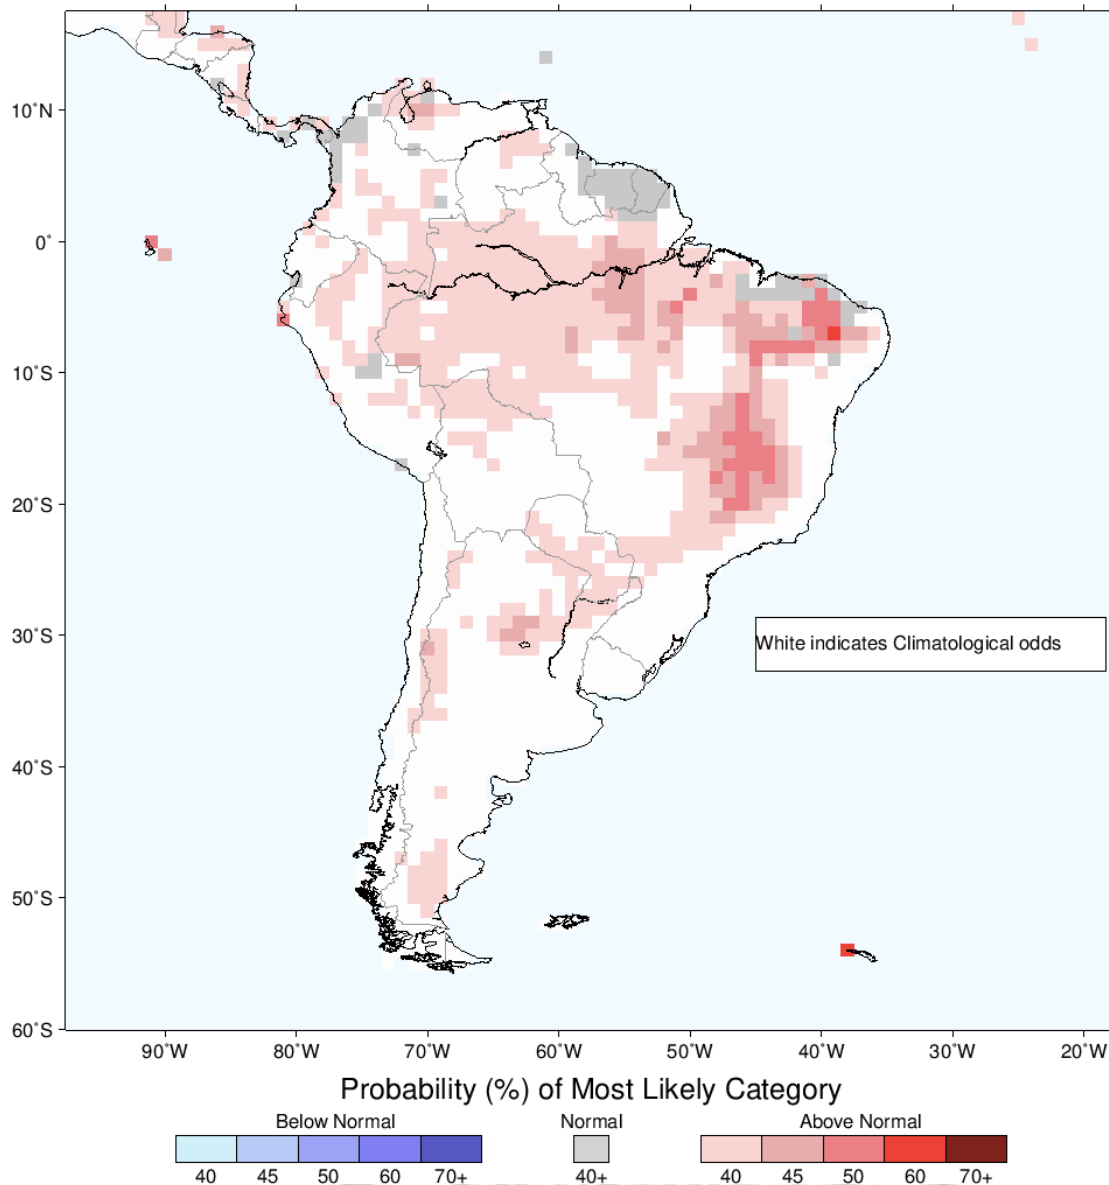 10˚N
0˚
10˚S
20˚S
30˚S
White indicates Climatological odds
40˚S
50˚S
60˚S
90˚W 80˚W 70˚W 60˚W 50˚W 40˚W 30˚W 20˚W
Probability (%) of Most Likely Category
Below Normal Normal Above Normal
40 45 50 60 70+ 40+ 40 45 50 60 70+